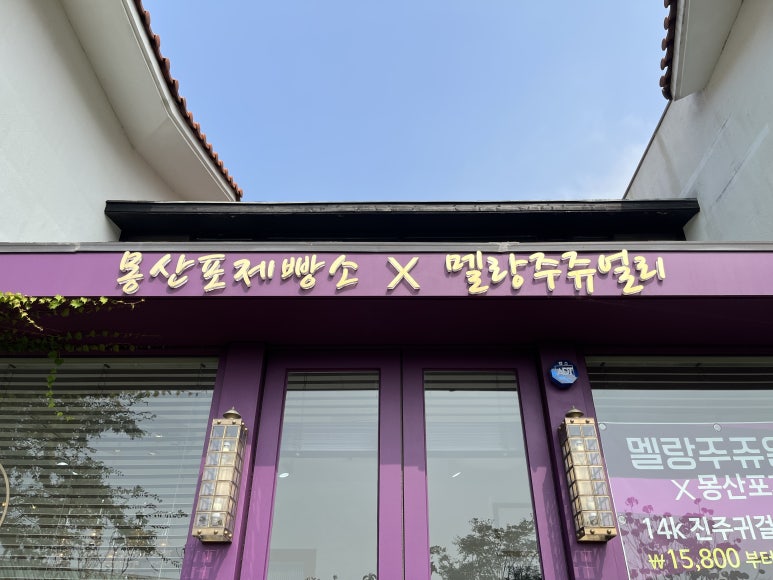 몽산포제빵소 X 멜랑주쥬얼리
ADT
멜랑주쥬
X 몽산포
14k 진주귀걸
₩15,800 부터